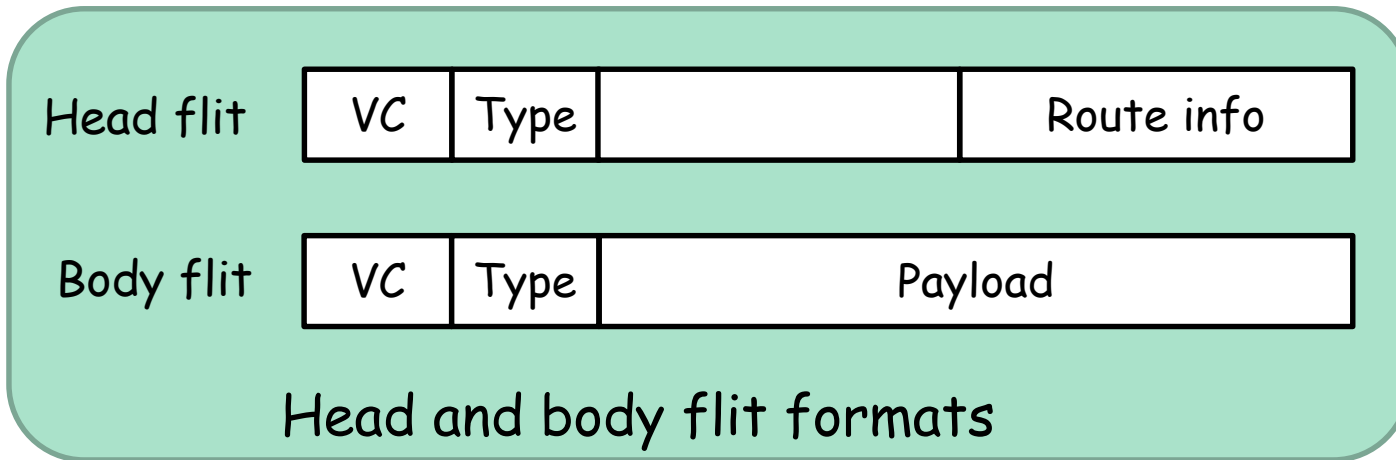 Head flit VC Type Route info
Body flit VC Type Payload
Head and body flit formats